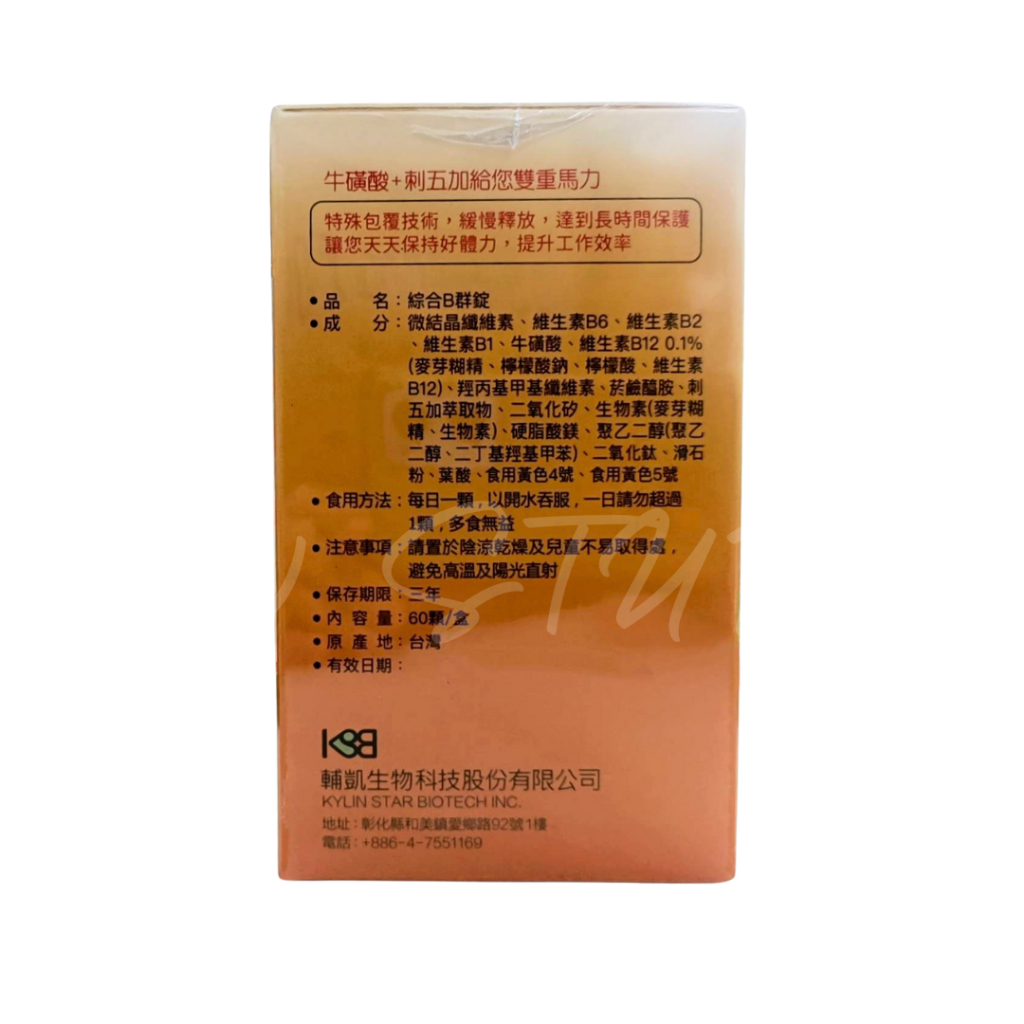 牛磺酸+刺五加給您雙重馬力
特殊包覆技術，緩慢釋放，達到長時間保護
讓您天天保持好體力，提升工作效率
•品　　名：綜合B群錠
•成　　分：微結晶纖維素、維生素B6、維生素B2
、維生素B1、牛磺酸、維生素B12 0.1%
(麥芽糊精、檸檬酸鈉、檸檬酸、維生素
B12)、羥丙基甲基纖維素、菸鹼醯胺、刺
五加萃取物、二氧化矽、生物素(麥芽糊
精、生物素)、硬脂酸鎂、聚乙二醇(聚乙
二醇、二丁基羥基甲苯)、二氧化鈦、滑石
粉、葉酸、食用黃色4號、食用黃色5號
•食用方法：每日一顆，以開水吞服，一日請勿超過
1顆，多食無益
•注意事項：請置於陰涼乾燥及兒童不易取得處，
避免高溫及陽光直射
•保存期限：三年
•內 容 量：60顆/盒
•原 產 地：台灣
•有效日期：
KSB
輔凱生物科技股份有限公司
KYLIN STAR BIOTECH INC.
地址：彰化縣和美鎮愛鄉路92號1樓
電話：+886-4-7551169